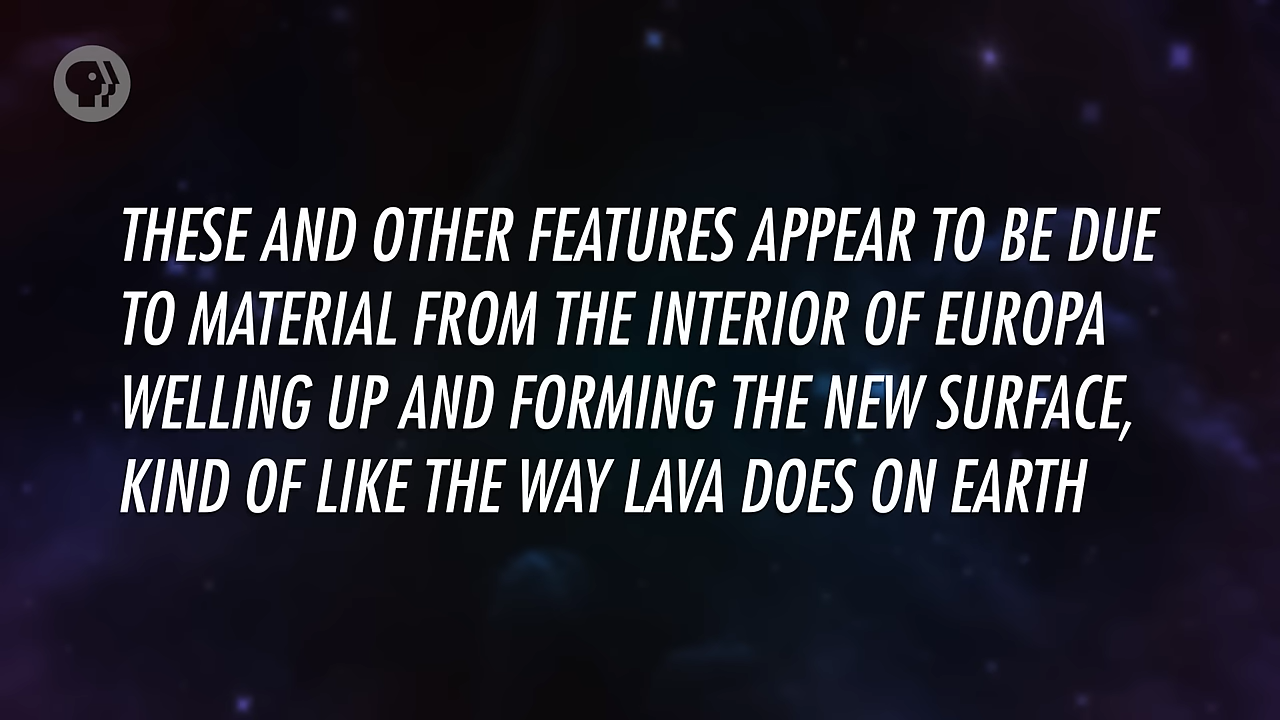 THESE AND OTHER FEATURES APPEAR TO BE DUE
TO MATERIAL FROM THE INTERIOR OF EUROPA
WELLING UP AND FORMING THE NEW SURFACE,
KIND OF LIKE THE WAY LAVA DOES ON EARTH